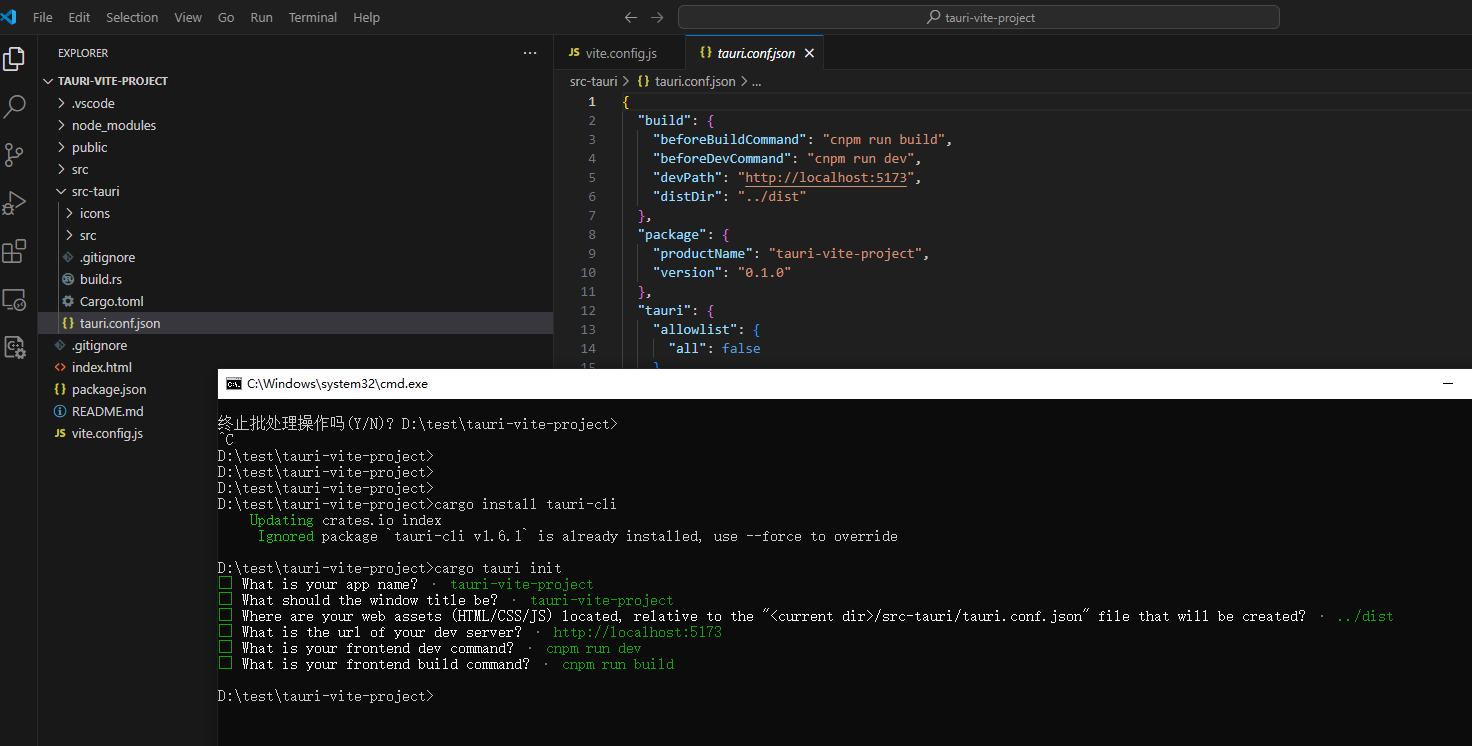 File Edit Selection View Go Run Terminal Help
tauri-vite-project
EXPLORER
TAURI-VITE-PROJECT
.vscode
node_modules
public
src
src-tauri
icons
src
.gitignore
build.rs
Cargo.toml
tauri.conf.json
.gitignore
index.html
package.json
README.md
JS vite.config.js
JS vite.config.js
{} tauri.conf.json
src-tauri > {} tauri.conf.json > ...
1 {
2 "build": {
3 "beforeBuildCommand": "cnpm run build",
4 "beforeDevCommand": "cnpm run dev",
5 "devPath": "http://localhost:5173",
6 "distDir": "../dist"
7 },
8 "package": {
9 "productName": "tauri-vite-project",
10 "version": "0.1.0"
11 },
12 "tauri": {
13 "allowlist": {
14 "all": false
15 }
C:\Windows\system32\cmd.exe
终止批处理操作吗(Y/N)? D:\test\tauri-vite-project>
^C
D:\test\tauri-vite-project>
D:\test\tauri-vite-project>
D:\test\tauri-vite-project>
D:\test\tauri-vite-project>cargo install tauri-cli
Updating crates.io index
Ignored package `tauri-cli v1.6.1` is already installed, use --force to override
D:\test\tauri-vite-project>cargo tauri init
What is your app name? · tauri-vite-project
What should the window title be? · tauri-vite-project
Where are your web assets (HTML/CSS/JS) located, relative to the "<current dir>/src-tauri/tauri.conf.json" file that will be created? · ../dist
What is the url of your dev server? · http://localhost:5173
What is your frontend dev command? · cnpm run dev
What is your frontend build command? · cnpm run build
D:\test\tauri-vite-project>